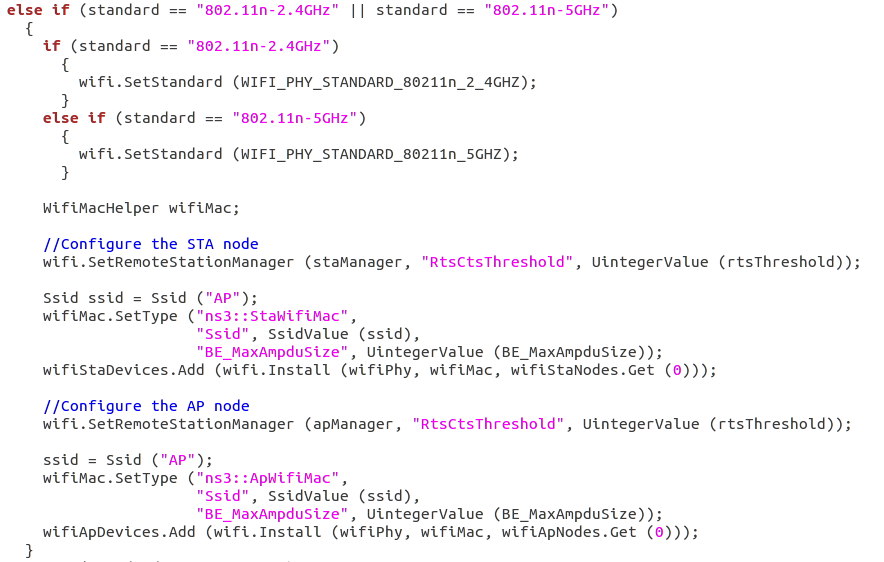 else if (standard == "802.11n-2.4GHz" || standard == "802.11n-5GHz")
{
if (standard == "802.11n-2.4GHz")
{
wifi.SetStandard (WIFI_PHY_STANDARD_80211n_2_4GHZ);
}
else if (standard == "802.11n-5GHz")
{
wifi.SetStandard (WIFI_PHY_STANDARD_80211n_5GHZ);
}
WifiMacHelper wifiMac;
//Configure the STA node
wifi.SetRemoteStationManager (staManager, "RtsCtsThreshold", UintegerValue (rtsThreshold));
Ssid ssid = Ssid ("AP");
wifiMac.SetType ("ns3::StaWifiMac",
"Ssid", SsidValue (ssid),
"BE_MaxAmpduSize", UintegerValue (BE_MaxAmpduSize));
wifiStaDevices.Add (wifi.Install (wifiPhy, wifiMac, wifiStaNodes.Get (0)));
//Configure the AP node
wifi.SetRemoteStationManager (apManager, "RtsCtsThreshold", UintegerValue (rtsThreshold));
ssid = Ssid ("AP");
wifiMac.SetType ("ns3::ApWifiMac",
"Ssid", SsidValue (ssid),
"BE_MaxAmpduSize", UintegerValue (BE_MaxAmpduSize));
wifiApDevices.Add (wifi.Install (wifiPhy, wifiMac, wifiApNodes.Get (0)));
}